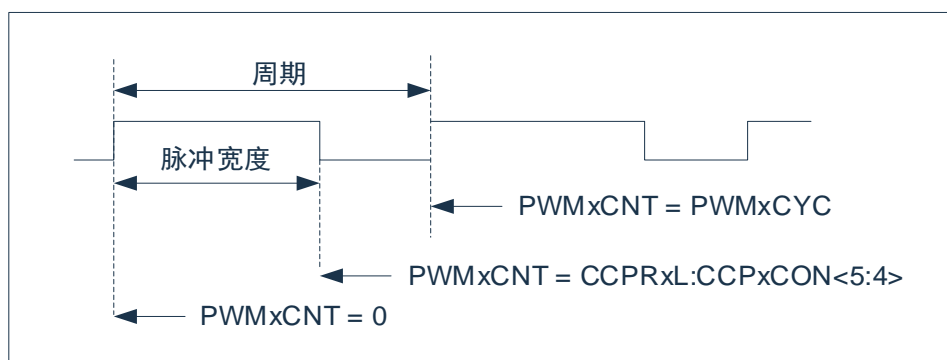 周期
脉冲宽度
PWMxCNT = PWMxCYC
PWMxCNT = CCPRxL:CCPxCON<5:4>
PWMxCNT = 0